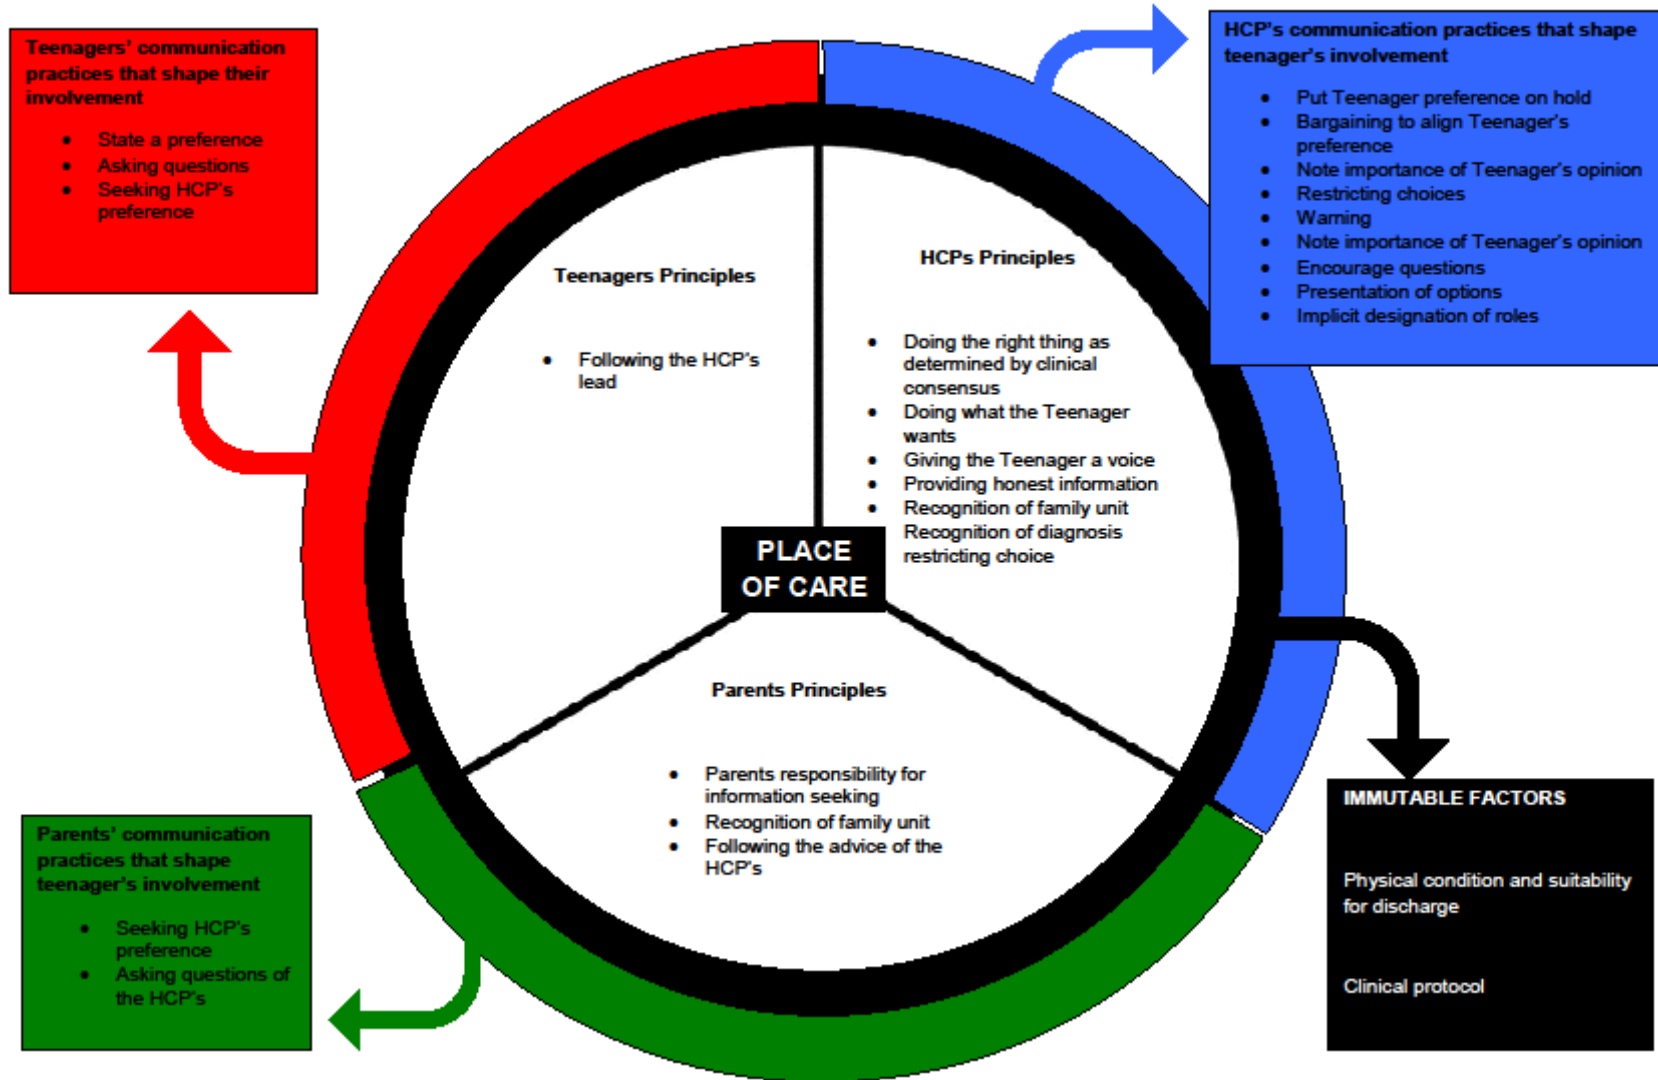 Teenagers' communication
practices that shape their
involvement
• State a preference
• Asking questions
• Seeking HCP's
preference
HCP's communication practices that shape
teenager's involvement
• Put Teenager preference on hold
• Bargaining to align Teenager's
preference
• Note importance of Teenager's opinion
• Restricting choices
• Warning
• Note importance of Teenager's opinion
• Encourage questions
• Presentation of options
• Implicit designation of roles
Teenagers Principles
• Following the HCP's
lead
HCPs Principles
• Doing the right thing as
determined by clinical
consensus
• Doing what the Teenager
wants
• Giving the Teenager a voice
• Providing honest information
• Recognition of family unit
Recognition of diagnosis
restricting choice
PLACE
OF CARE
Parents Principles
• Parents responsibility for
information seeking
• Recognition of family unit
• Following the advice of the
HCP's
Parents' communication
practices that shape
teenager's involvement
• Seeking HCP's
preference
• Asking questions of
the HCP's
IMMUTABLE FACTORS
Physical condition and suitability
for discharge
Clinical protocol